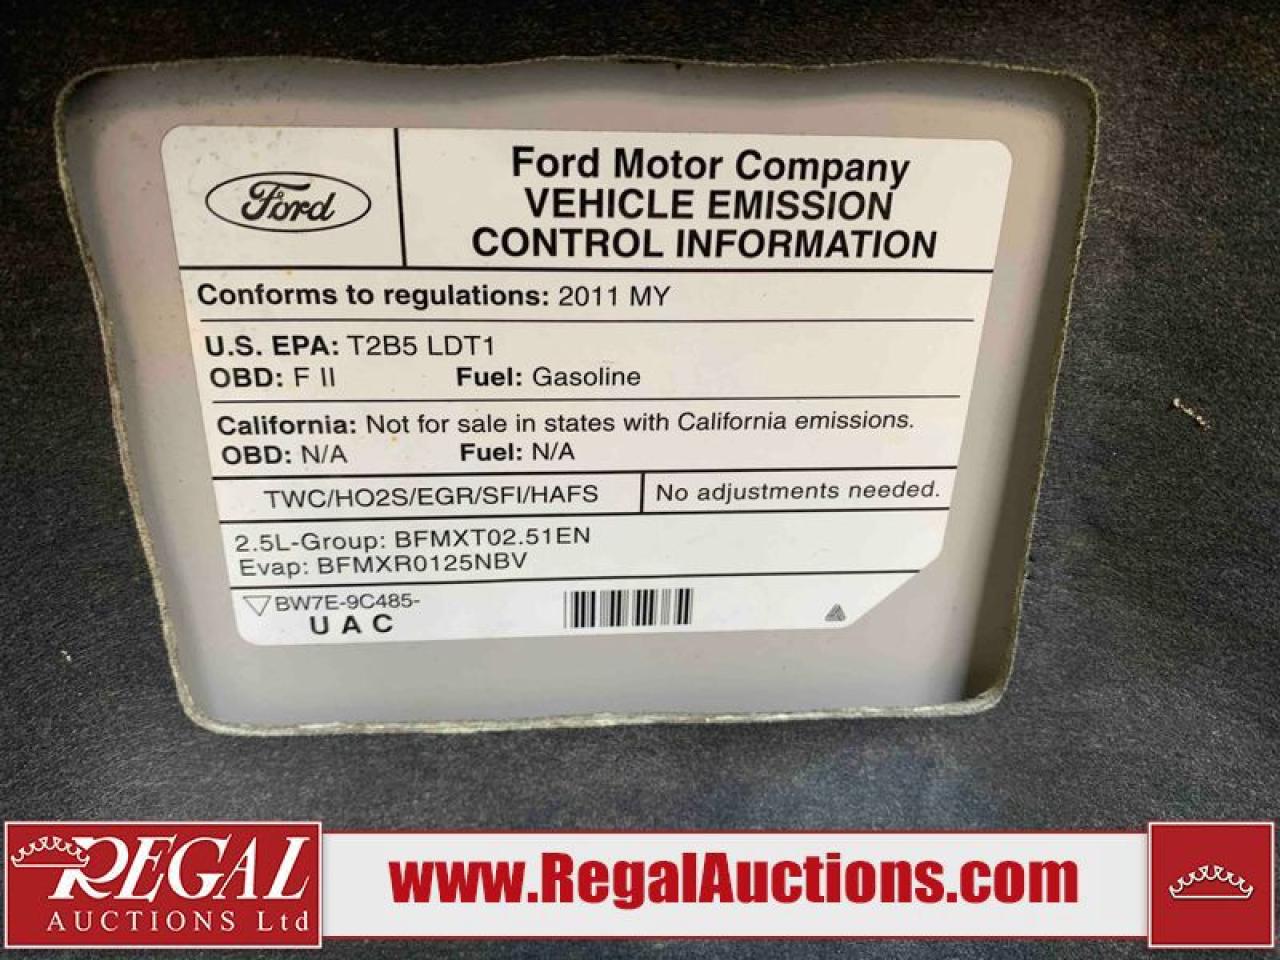 Ford
Ford Motor Company
VEHICLE EMISSION
CONTROL INFORMATION
Conforms to regulations: 2011 MY
U.S. EPA: T2B5 LDT1
OBD: F II Fuel: Gasoline
California: Not for sale in states with California emissions.
OBD: N/A Fuel: N/A
TWC/HO2S/EGR/SFI/HAFS No adjustments needed.
2.5L-Group: BFMXT02.51EN
Evap: BFMXR0125NBV
BW7E-9C485-
U A C
REGAL
AUCTIONS Ltd
www.RegalAuctions.com